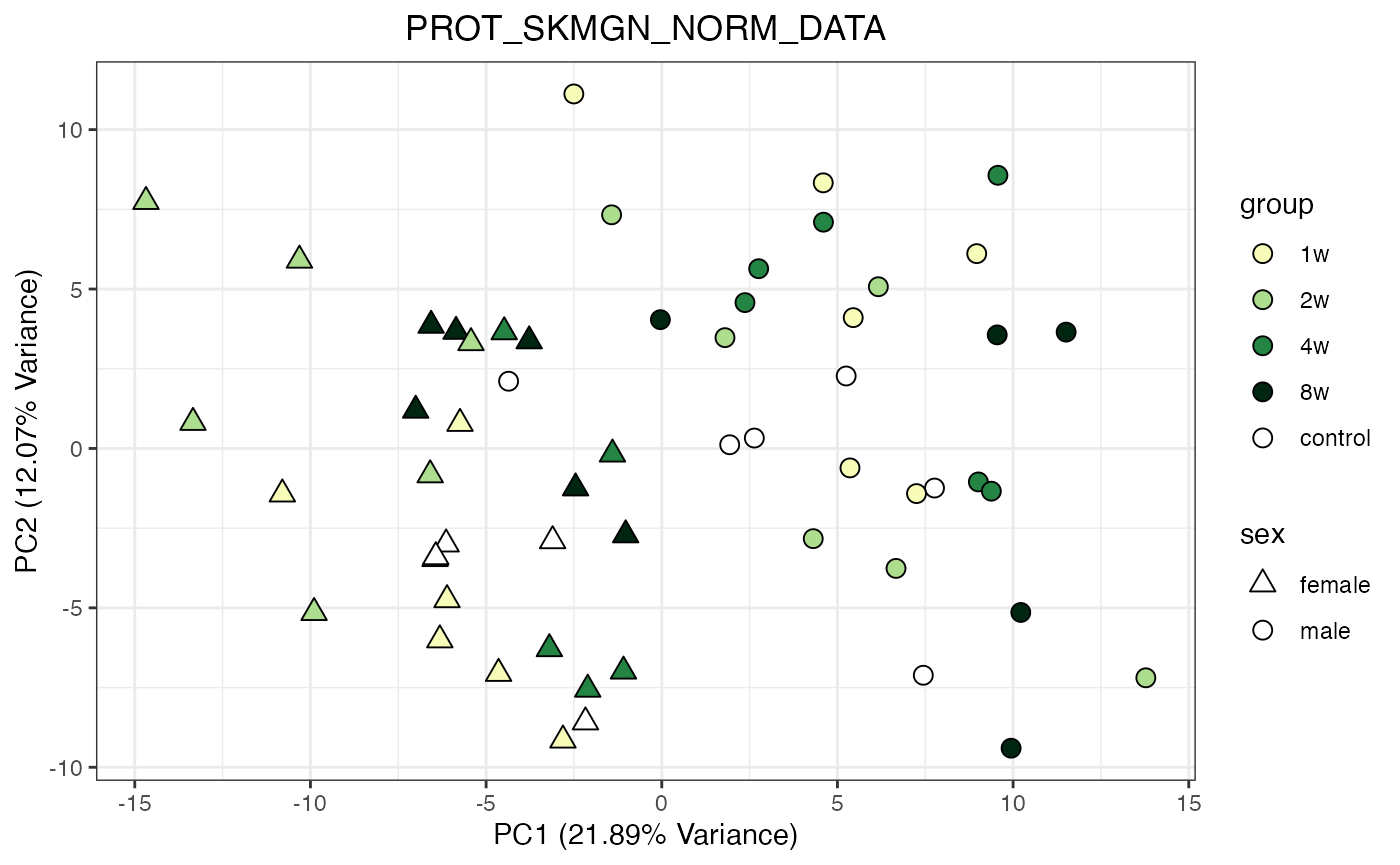 PROT_SKMGN_NORM_DATA
10
5
0
-5
-10
PC2 (12.07% Variance)
-15
-10
-5
0
5
10
15
PC1 (21.89% Variance)
group
1w
2w
4w
8w
control
sex
female
male